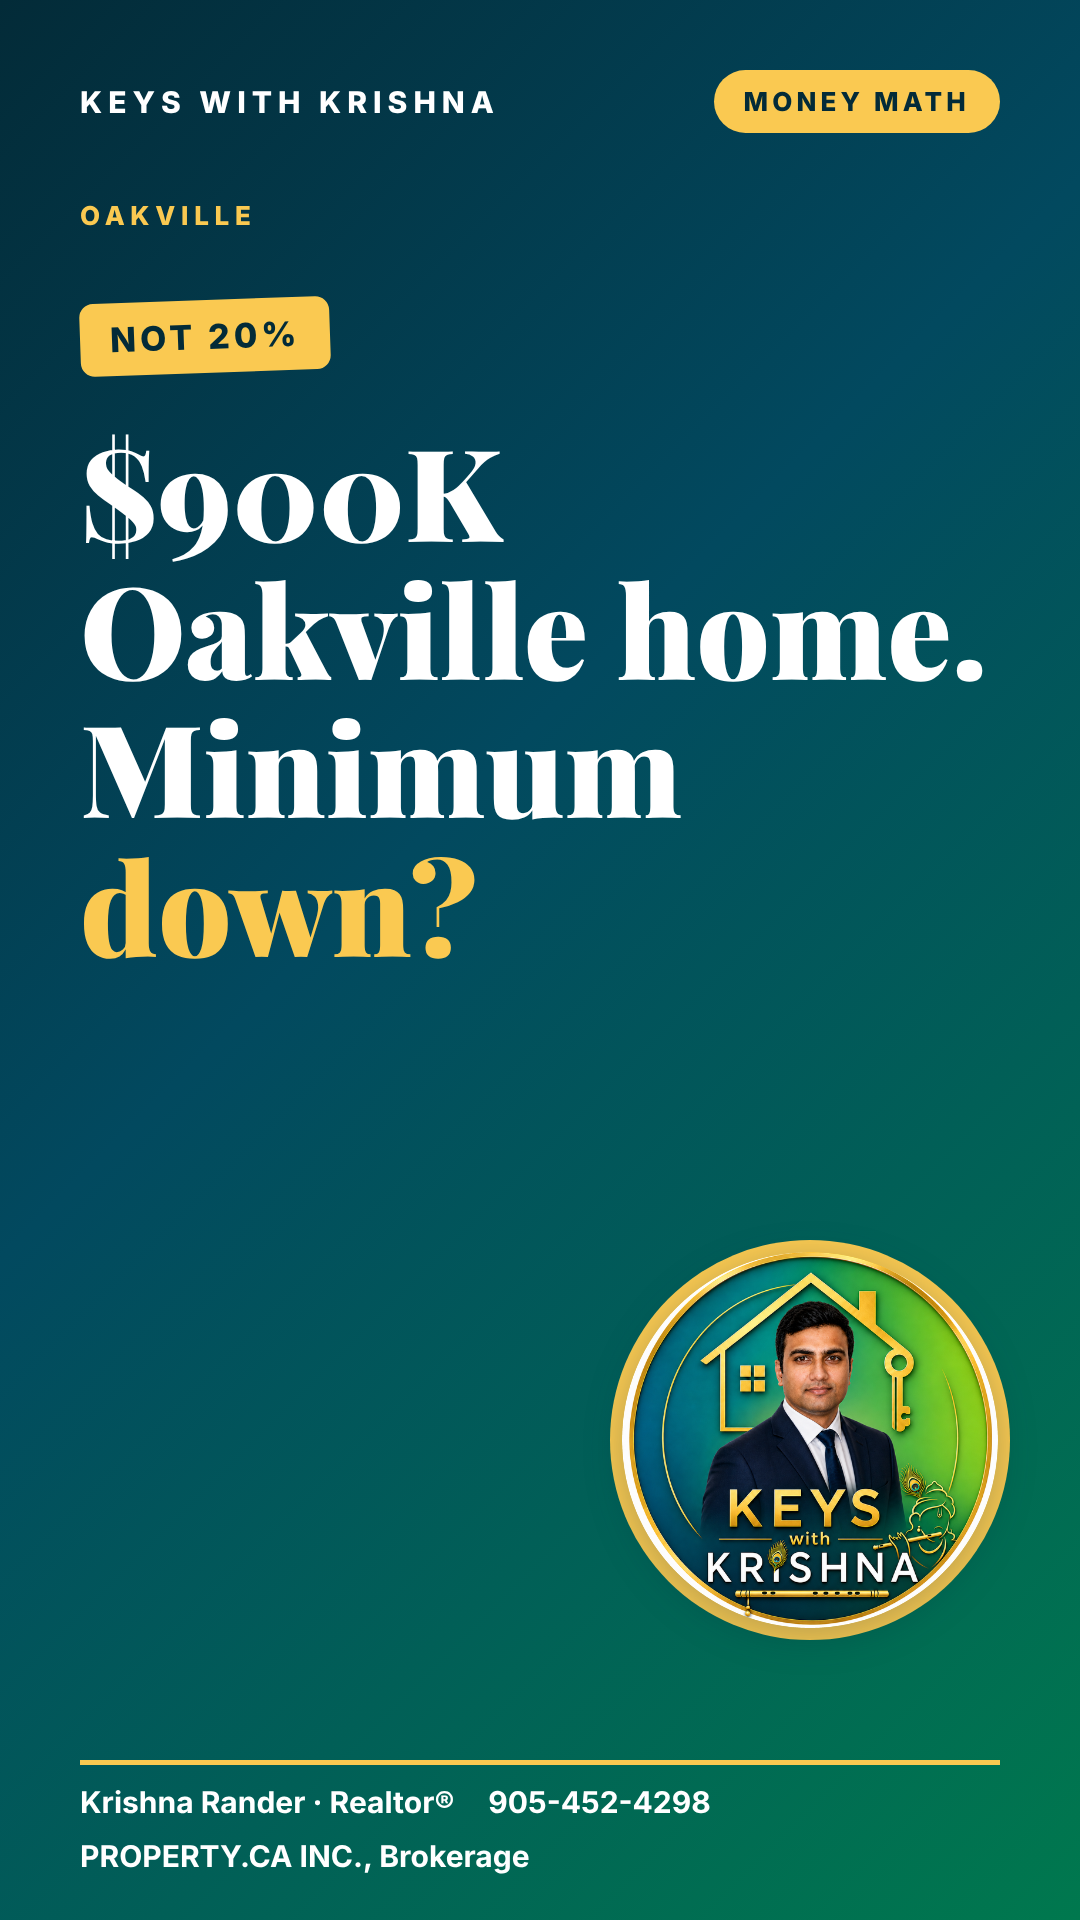 KEYS WITH KRISHNA
MONEY MATH
OAKVILLE
NOT 20%
$900K
Oakville home.
Minimum
down?
KEYS
with
KRISHNA
Krishna Rander · Realtor® 905-452-4298
PROPERTY.CA INC., Brokerage